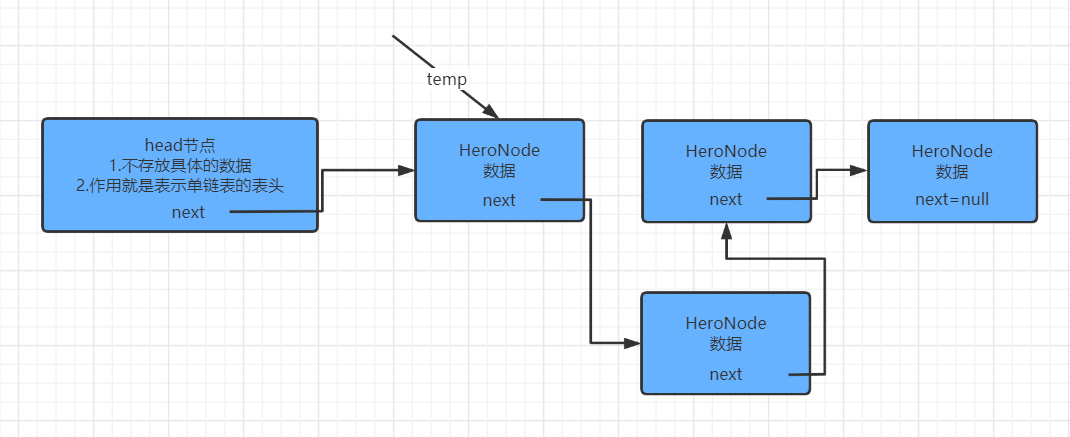 temp
head节点
1.不存放具体的数据
2.作用就是表示单链表的表头
next
HeroNode
数据
next
HeroNode
数据
next
HeroNode
数据
next=null
HeroNode
数据
next